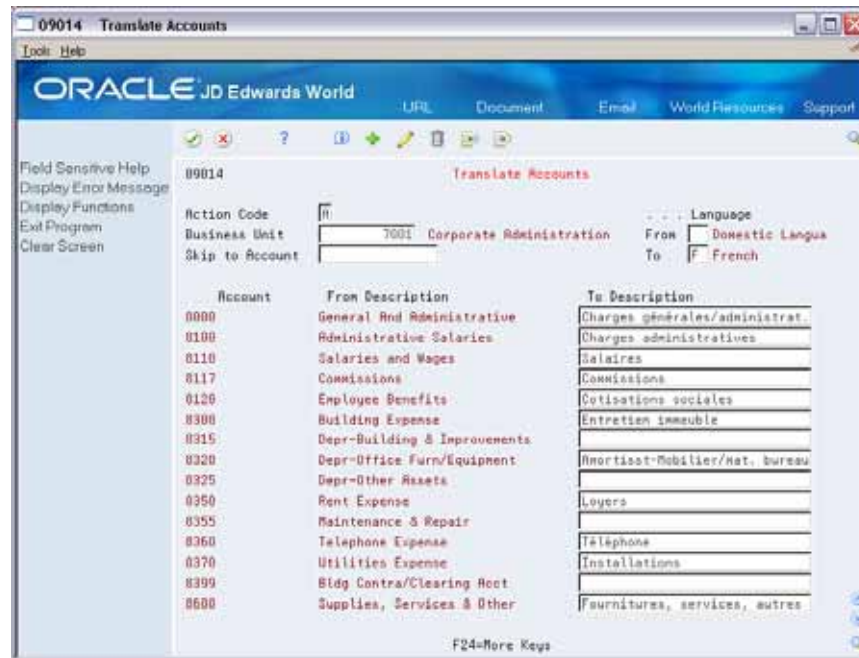 09014 Translate Accounts
Tools Help
ORACLE JD Edwards World
URL Document Email World Resources Support
Field Sensitive Help
Display Error Message
Display Functions
Exit Program
Clear Screen
?
09014 Translate Accounts
Action Code A . . . Language
Business Unit 7001 Corporate Administration From Domestic Langua
Skip to Account To F French
Account From Description To Description
8000 General And Administrative Charges générales/administrat.
8100 Administrative Salaries Charges administratives
8110 Salaries and Wages Salaires
8117 Commissions Commissions
8120 Employee Benefits Cotisations sociales
8300 Building Expense Entretien immeuble
8315 Depr-Building & Improvements
8320 Depr-Office Furn/Equipment Amortisst-Mobilier/mat. bureau
8325 Depr-Other Assets
8350 Rent Expense Loyers
8355 Maintenance & Repair
8360 Telephone Expense Téléphone
8370 Utilities Expense Installations
8399 Bldg Contra/Clearing Acct
8600 Supplies, Services & Other Fournitures, services, autres
F24=More Keys